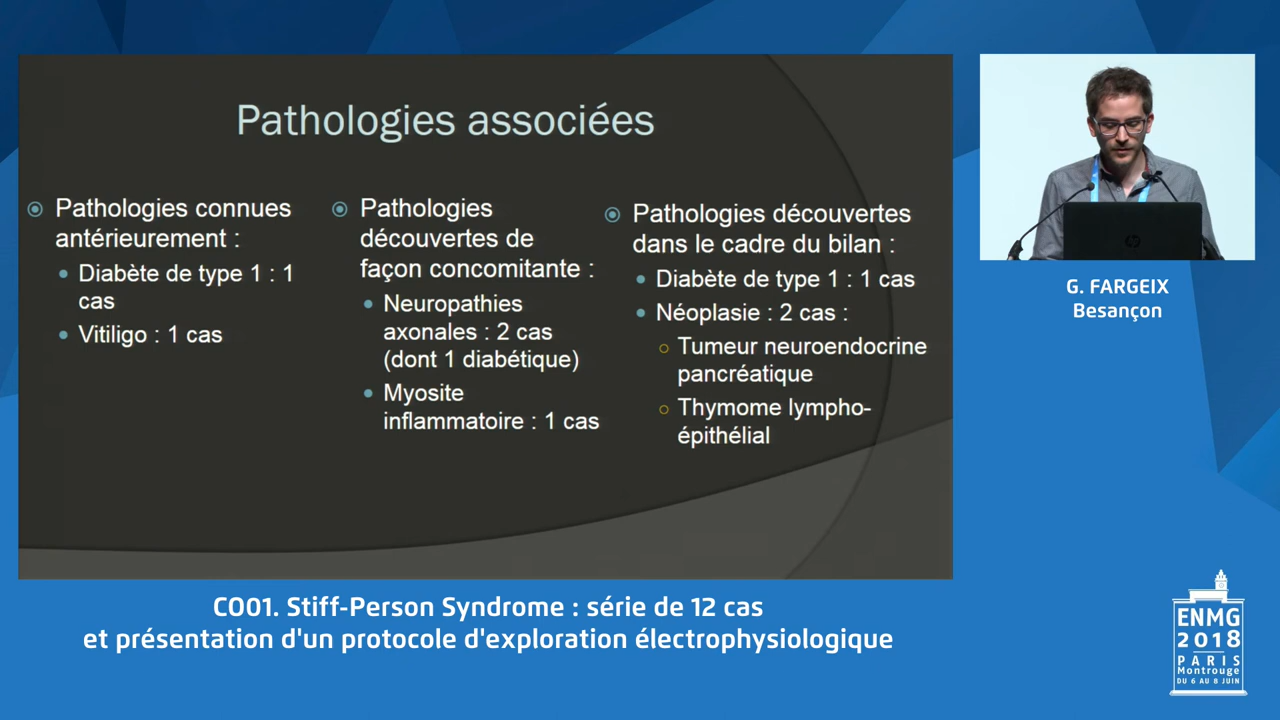 Pathologies associées
Pathologies connues
antérieurement :
Diabète de type 1 : 1
cas
Vitiligo : 1 cas
Pathologies
découvertes de
façon concomitante :
Neuropathies
axonales : 2 cas
(dont 1 diabétique)
Myosite
inflammatoire : 1 cas
Pathologies découvertes
dans le cadre du bilan :
Diabète de type 1 : 1 cas
Néoplasie : 2 cas :
Tumeur neuroendocrine
pancréatique
Thymome lympho-
épithélial
G. FARGEIX
Besançon
CO01. Stiff-Person Syndrome : série de 12 cas
et présentation d'un protocole d'exploration électrophysiologique
ENMG
2018
PARIS
Montrouge
DU 6 AU 8 JUIN
hp